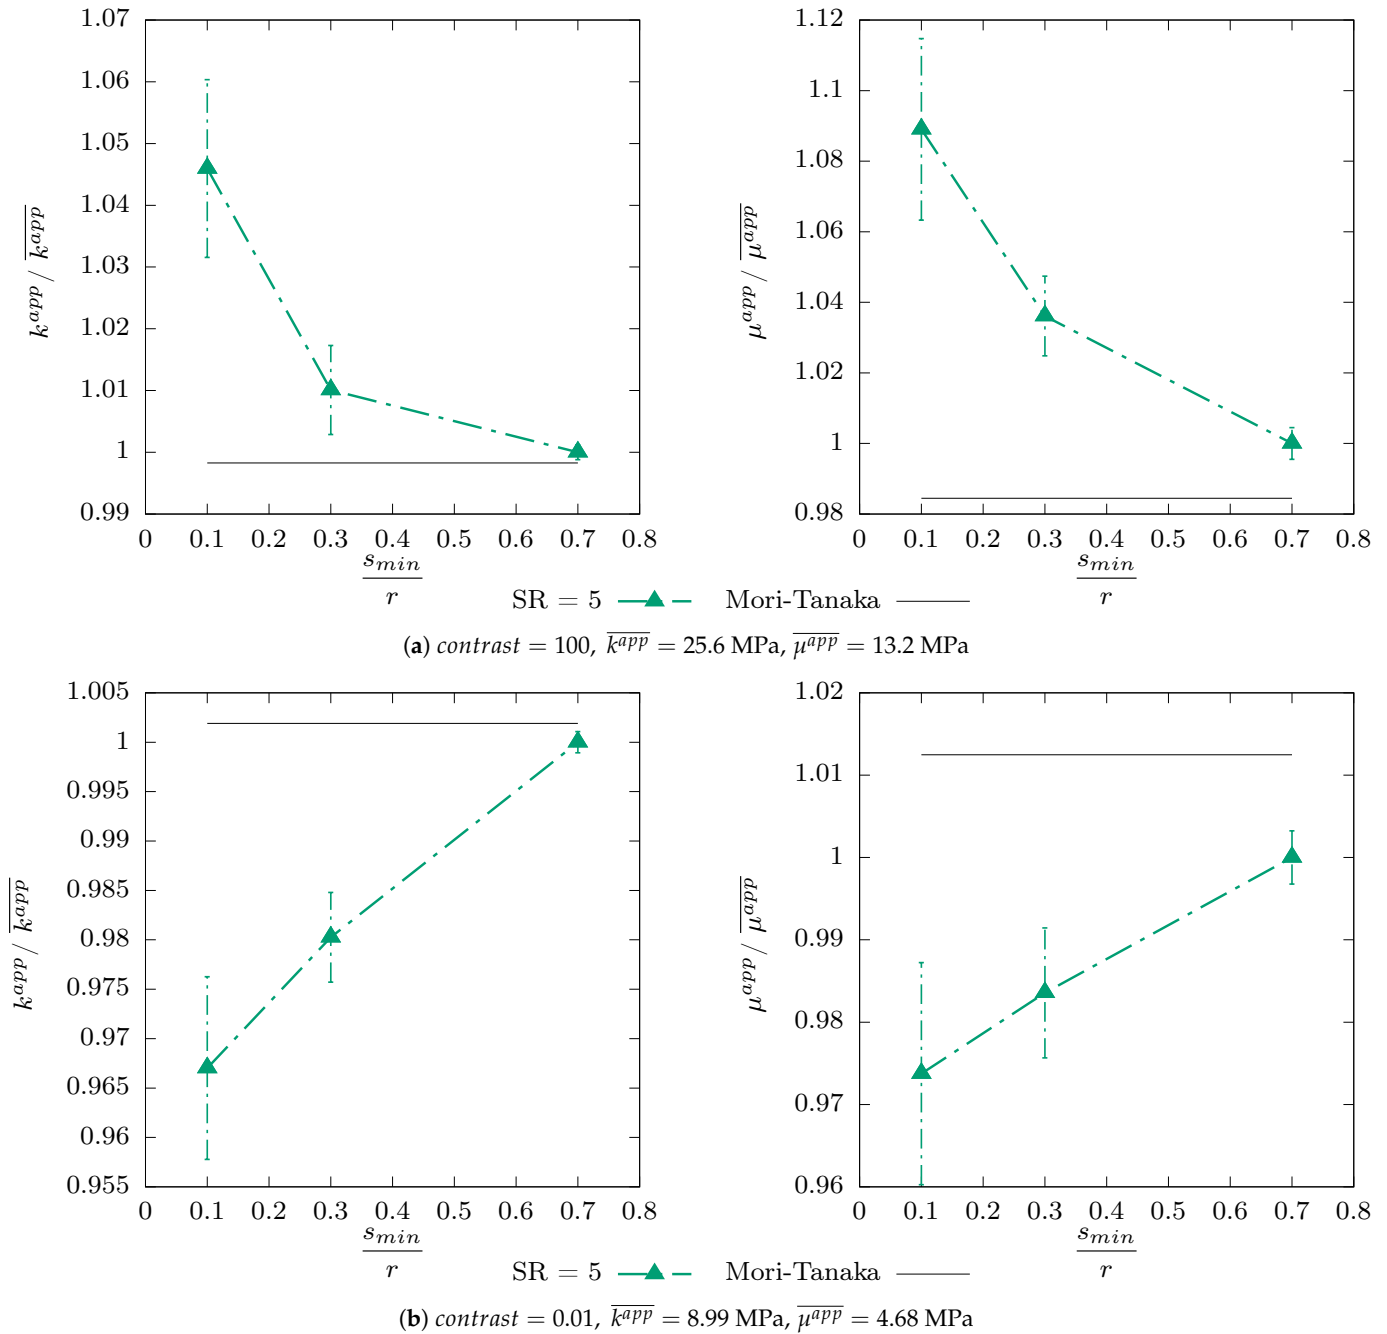 1.07
1.06
1.05
1.04
1.03
1.02
1.01
1
0.99
0 0.1 0.2 0.3 0.4 0.5 0.6 0.7 0.8
k^{app} / \overline{k^{app}}
s_{min}
r
1.12
1.1
1.08
1.06
1.04
1.02
1
0.98
0 0.1 0.2 0.3 0.4 0.5 0.6 0.7 0.8
μ^{app} / \overline{μ^{app}}
s_{min}
r
SR = 5 Mori-Tanaka
(a) contrast = 100, \overline{k^{app}} = 25.6 MPa, \overline{μ^{app}} = 13.2 MPa
1.005
1
0.995
0.99
0.985
0.98
0.975
0.97
0.965
0.96
0.955
0 0.1 0.2 0.3 0.4 0.5 0.6 0.7 0.8
k^{app} / \overline{k^{app}}
s_{min}
r
1.02
1.01
1
0.99
0.98
0.97
0.96
0 0.1 0.2 0.3 0.4 0.5 0.6 0.7 0.8
μ^{app} / \overline{μ^{app}}
s_{min}
r
SR = 5 Mori-Tanaka
(b) contrast = 0.01, \overline{k^{app}} = 8.99 MPa, \overline{μ^{app}} = 4.68 MPa